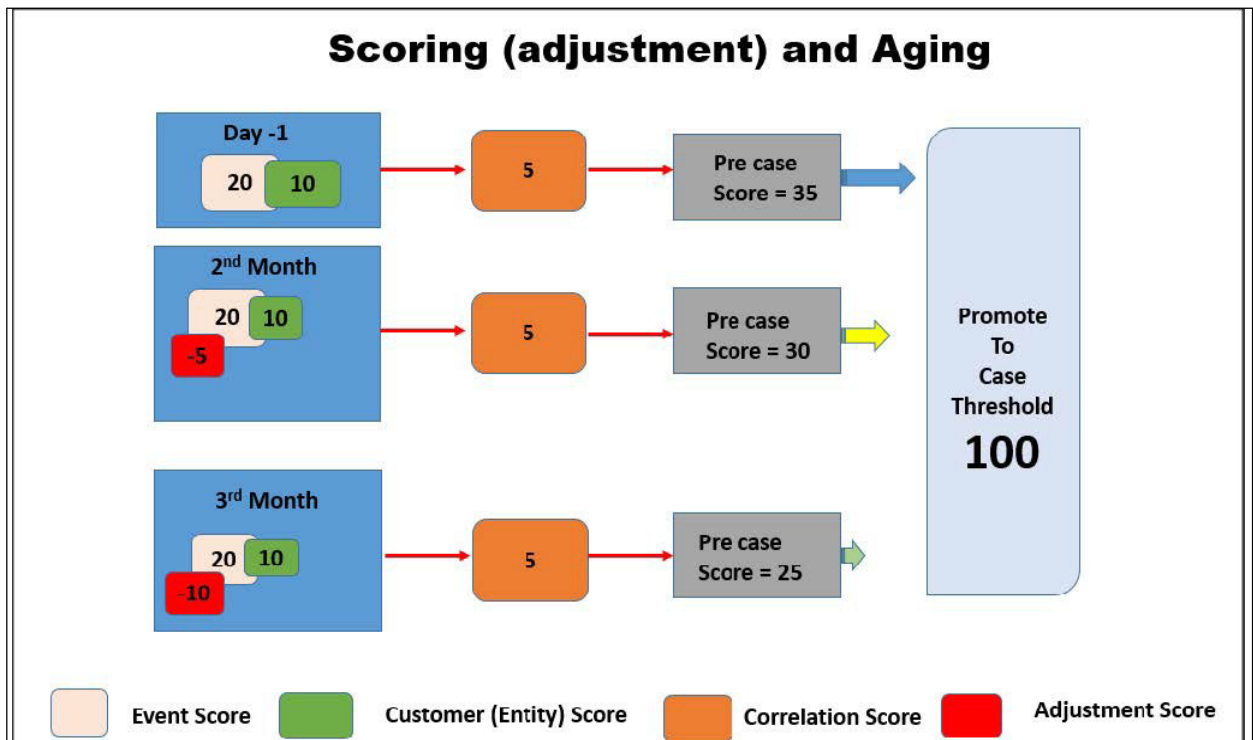 Scoring (adjustment) and Aging
Day -1
20
10
5
Pre case
Score = 35
2nd Month
20
10
-5
5
Pre case
Score = 30
3rd Month
20
10
-10
5
Pre case
Score = 25
Promote
To
Case
Threshold
100
Event Score
Customer (Entity) Score
Correlation Score
Adjustment Score